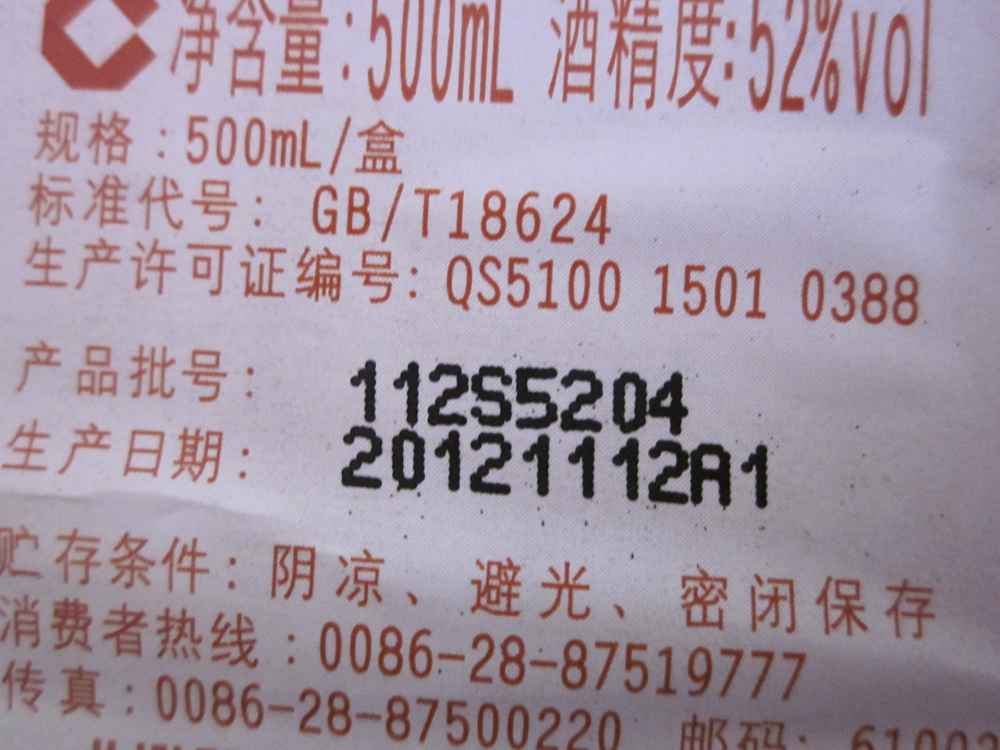 净含量:500mL 酒精度:52%vol
规格:500mL/盒
标准代号: GB/T18624
生产许可证编号: QS5100 1501 0388
产品批号: 112S5204
生产日期: 20121112A1
贮存条件: 阴凉、避光、密闭保存
消费者热线:0086-28-87519777
传真:0086-28-87500220 邮码: